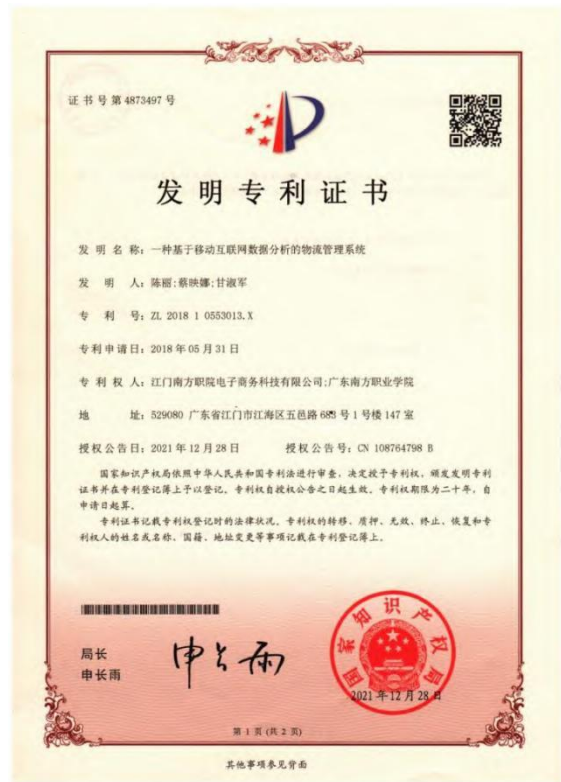 证书号第4873497号
发明专利证书
发明名称：一种基于移动互联网数据分析的物流管理系统
发明人：陈丽;蔡映娜;甘淑军
专利号：ZL 2018 1 0553013.X
专利申请日：2018年05月31日
专利权人：江门南方职院电子商务科技有限公司;广东南方职业学院
地址：529080 广东省江门市江海区五邑路683号1号楼147室
授权公告日：2021年12月28日 授权公告号：CN 108764798 B
国家知识产权局依照中华人民共和国专利法进行审查，决定授予专利权，颁发发明专利
证书并在专利登记簿上予以登记。专利权自授权公告之日起生效。专利权期限为二十年，自
申请日起算。
专利证书记载专利权登记时的法律状况。专利权的转移、质押、无效、终止、恢复和专
利权人的姓名或名称、国籍、地址变更等事项记载在专利登记簿上。
局长
申长雨
申长雨
国家知识产权局
2021年12月28日
第1页(共2页)
其他事项参见背面